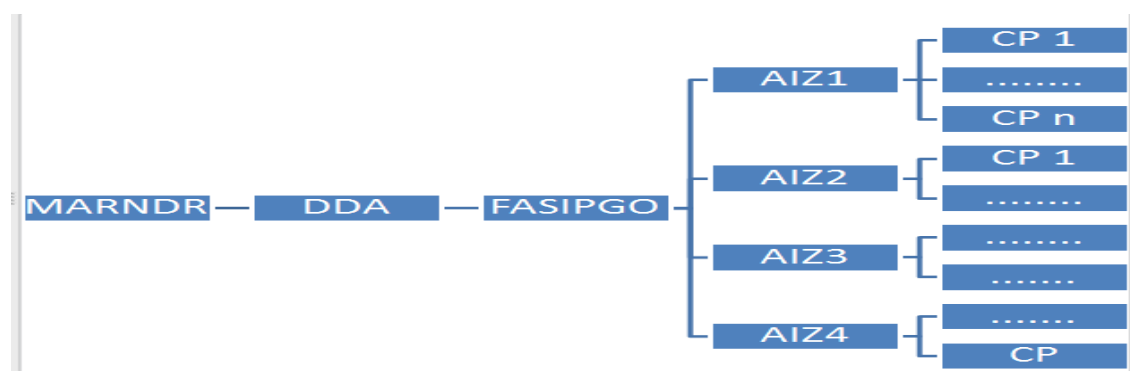 MARNDR
DDA
FASIPGO
AIZ1
CP 1
........
CP n
AIZ2
CP 1
........
AIZ3
........
.......
AIZ4
.......
CP